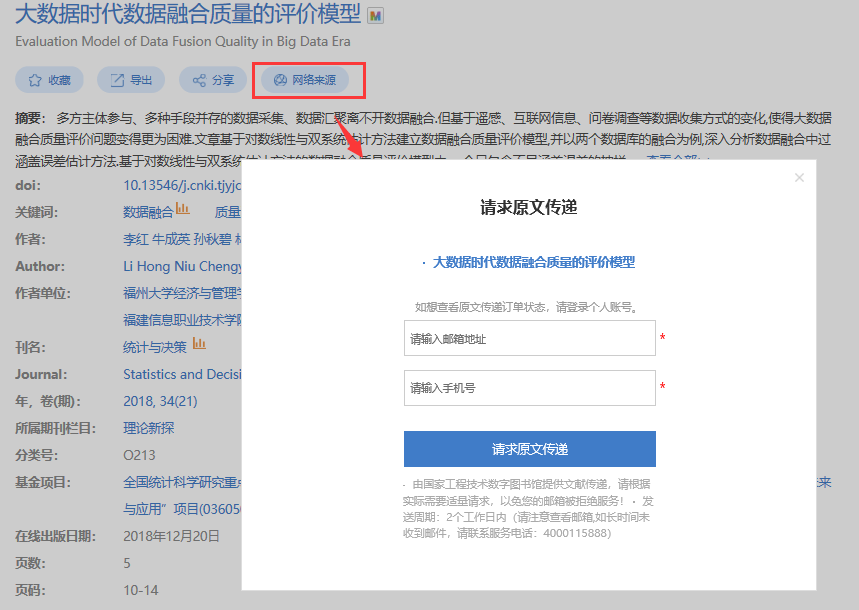 大数据时代数据融合质量的评价模型 M
Evaluation Model of Data Fusion Quality in Big Data Era
收藏 导出 分享 网络来源
摘要： 多方主体参与、多种手段并存的数据采集、数据汇聚离不开数据融合.但基于遥感、互联网信息、问卷调查等数据收集方式的变化,使得大数据
融合质量评价问题变得更为困难.文章基于对数线性与双系统估计方法建立数据融合质量评价模型,并以两个数据库的融合为例,深入分析数据融合中过
涵盖误差估计方法.基于对数线性与双系统估计方法的数据融合质量评价模型中
doi: 10.13546/j.cnki.tjyjc
关键词: 数据融合 质量
作者: 李红 牛成英 孙秋碧
Author: Li Hong Niu Chengy
作者单位: 福州大学经济与管理学
福建信息职业技术学院
刊名: 统计与决策
Journal: Statistics and Decisi
年，卷(期): 2018, 34(21)
所属期刊栏目: 理论新探
分类号: O213
基金项目: 全国统计科学研究重点 未来
与应用”项目(03605
在线出版日期: 2018年12月20日
页数: 5
页码: 10-14
×
请求原文传递
· 大数据时代数据融合质量的评价模型
如想查看原文传递订单状态，请登录个人账号。
请输入邮箱地址 *
请输入手机号 *
请求原文传递
· 由国家工程技术数字图书馆提供文献传递，请根据
实际需要适量请求，以免您的邮箱被拒绝服务！ · 发
送周期：2个工作日内（请注意查看邮箱,如长时间未
收到邮件，请联系服务电话：4000115888）